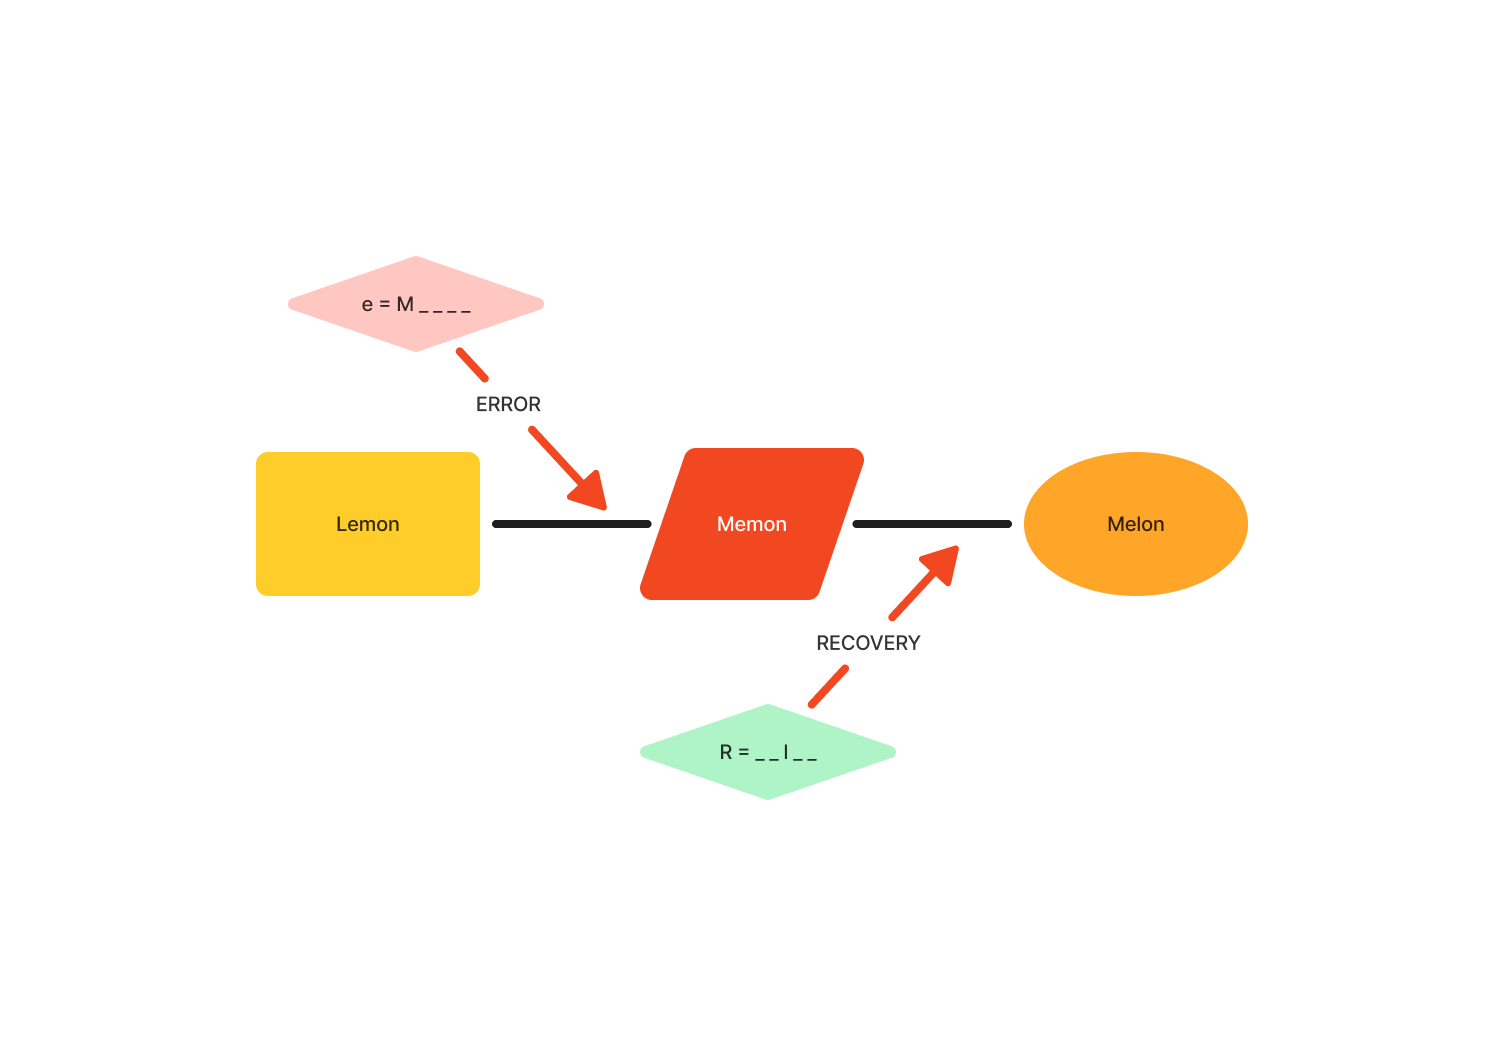 e = M _ _ _ _
ERROR
Lemon
Memon
Melon
RECOVERY
R = _ _ l _ _